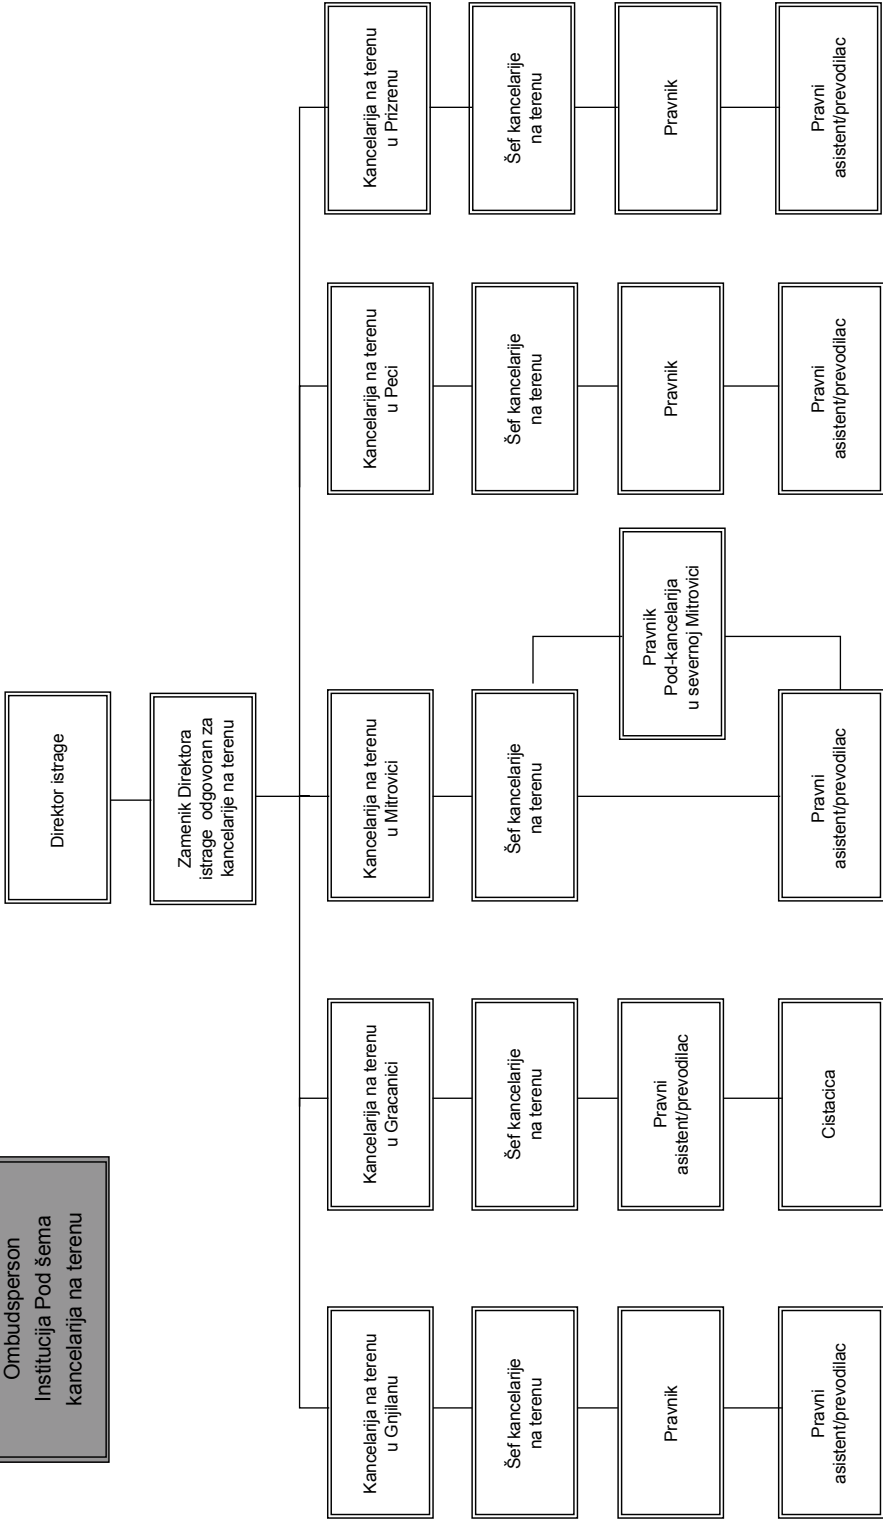 Ombudsperson
Institucija Pod šema
kancelarija na terenu
Direktor istrage
Zamenik Direktora
istrage odgovoran za
kancelarije na terenu
Kancelarija na terenu
u Gnjilanu
Šef kancelarije
na terenu
Pravnik
Pravni
asistent/prevodilac
Kancelarija na terenu
u Gracanici
Šef kancelarije
na terenu
Pravni
asistent/prevodilac
Cistacica
Kancelarija na terenu
u Mitrovici
Šef kancelarije
na terenu
Pravnik
Pod-kancelarija
u severnoj Mitrovici
Pravni
asistent/prevodilac
Kancelarija na terenu
u Peci
Šef kancelarije
na terenu
Pravnik
Pravni
asistent/prevodilac
Kancelarija na terenu
u Prizrenu
Šef kancelarije
na terenu
Pravnik
Pravni
asistent/prevodilac